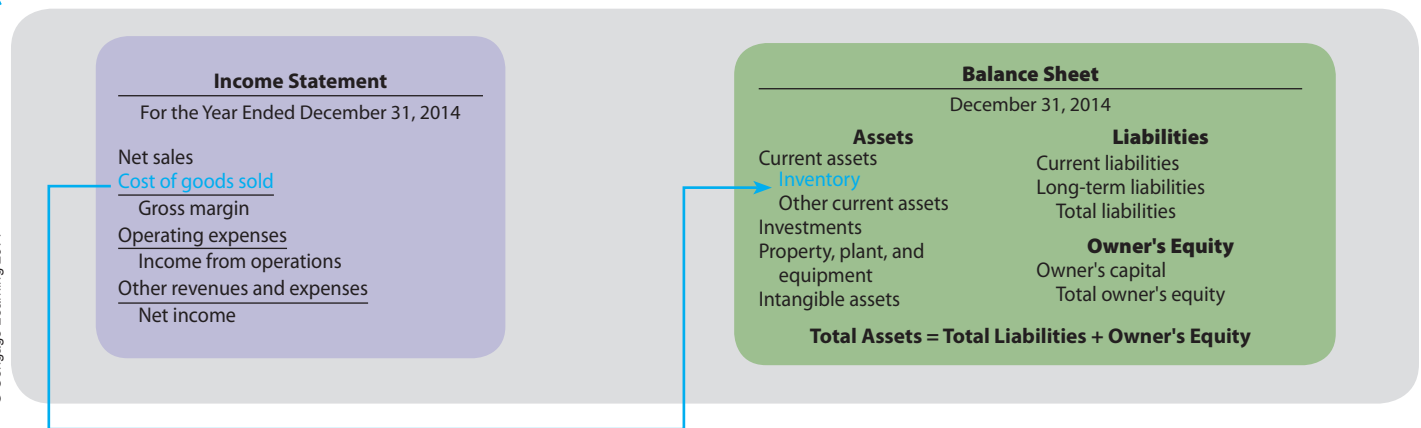 Income Statement
For the Year Ended December 31, 2014
Net sales
Cost of goods sold
Gross margin
Operating expenses
Income from operations
Other revenues and expenses
Net income
Balance Sheet
December 31, 2014
Assets
Current assets
Inventory
Other current assets
Investments
Property, plant, and
equipment
Intangible assets
Liabilities
Current liabilities
Long-term liabilities
Total liabilities
Owner's Equity
Owner's capital
Total owner's equity
Total Assets = Total Liabilities + Owner's Equity